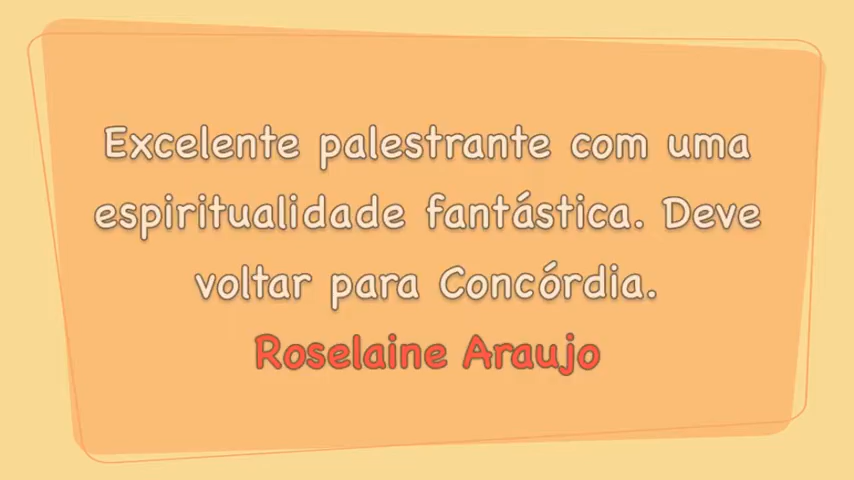 Excelente palestrante com uma
espiritualidade fantástica. Deve
voltar para Concórdia.
Roselaine Araujo